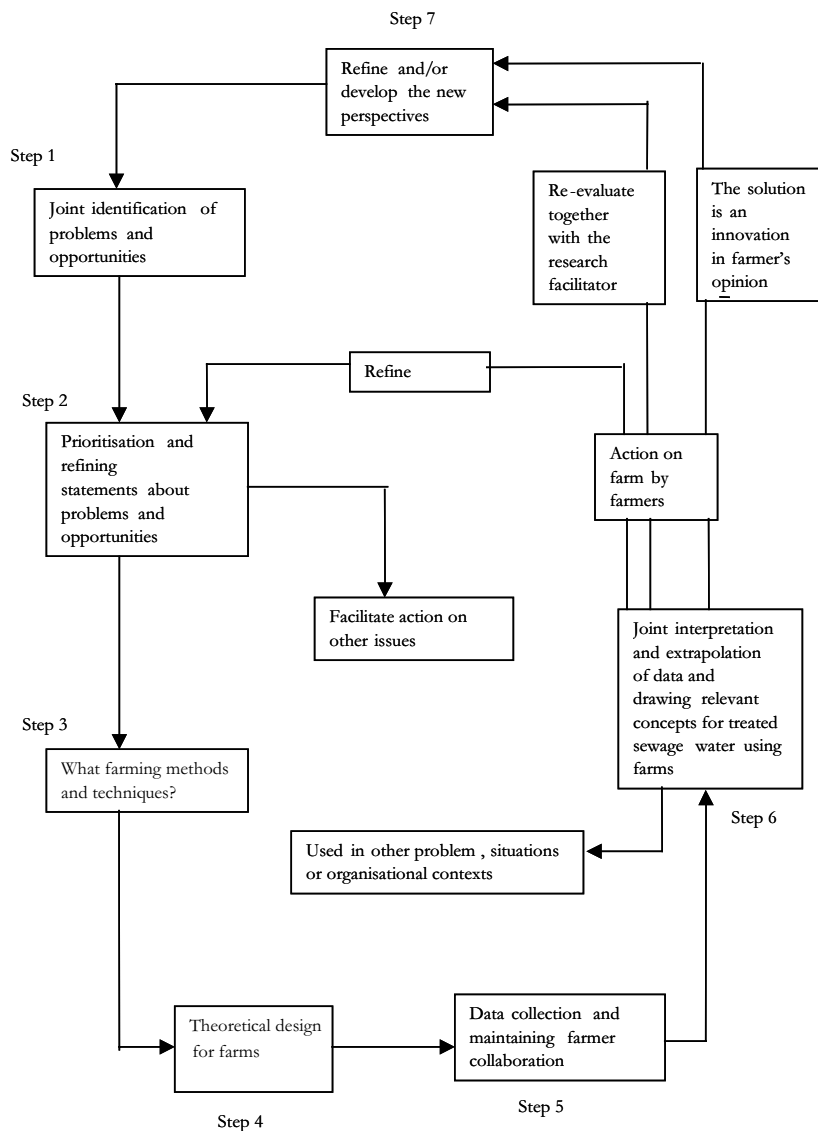 Step 7
Refine and/or
develop the new
perspectives
Step 1
Joint identification of
problems and
opportunities
Re-evaluate
together
with the
research
facilitator
The solution
is an
innovation
in farmer's
opinion
Refine
Step 2
Prioritisation and
refining
statements about
problems and
opportunities
Action on
farm by
farmers
Facilitate action on
other issues
Joint interpretation
and extrapolation
of data and
drawing relevant
concepts for treated
sewage water using
farms
Step 3
What farming methods
and techniques?
Step 6
Used in other problem , situations
or organisational contexts
Theoretical design
for farms
Data collection and
maintaining farmer
collaboration
Step 4
Step 5